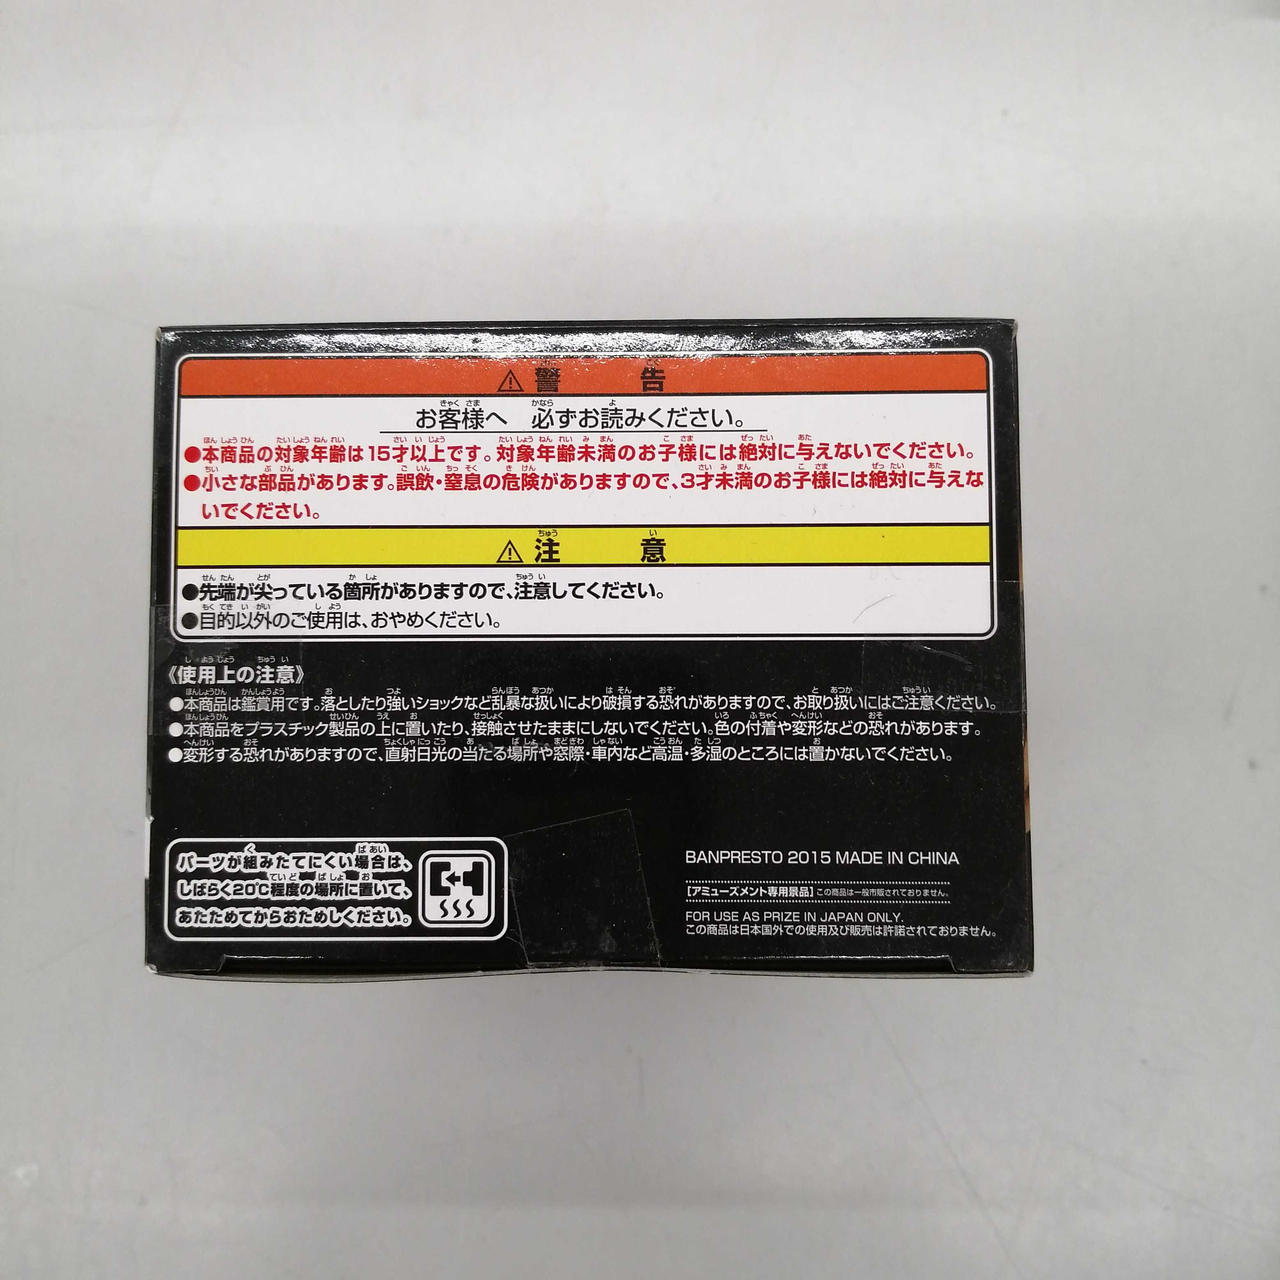 ⚠警告
お客様へ 必ずお読みください。
●本商品の対象年齢は15才以上です。対象年齢未満のお子様には絶対に与えないでください。
●小さな部品があります。誤飲・窒息の危険がありますので、3才未満のお子様には絶対に与えな
いでください。
⚠注意
●先端が尖っている箇所がありますので、注意してください。
●目的以外のご使用は、おやめください。
《使用上の注意》
●本商品は鑑賞用です。落としたり強いショックなど乱暴な扱いにより破損する恐れがありますので、お取り扱いにはご注意ください。
●本商品をプラスチック製品の上に置いたり、接触させたままにしないでください。色の付着や変形などの恐れがあります。
●変形する恐れがありますので、直射日光の当たる場所や窓際・車内など高温・多湿のところには置かないでください。
パーツが組みたてにくい場合は、
しばらく20℃程度の場所に置いて、
あたためてからおためしください。
BANPRESTO 2015 MADE IN CHINA
【アミューズメント専用景品】この商品は一般市販されておりません。
FOR USE AS PRIZE IN JAPAN ONLY.
この商品は日本国外での使用及び販売は許諾されておりません。